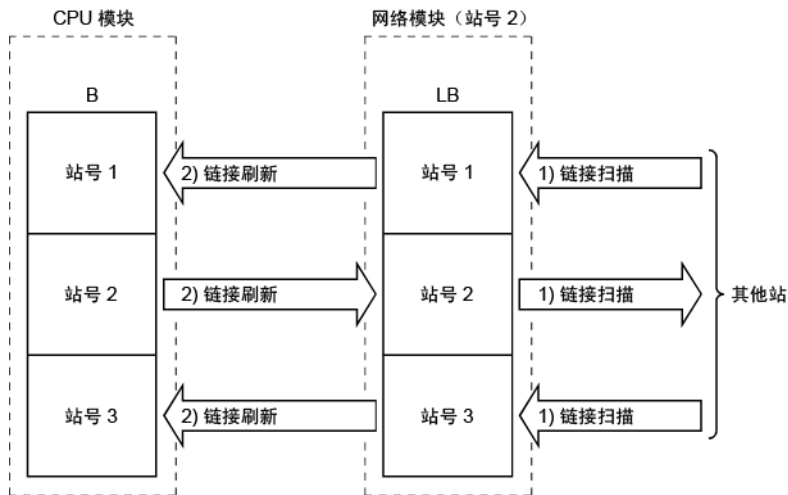 CPU 模块
网络模块（站号 2）
B
LB
站号 1
2) 链接刷新
站号 1
1) 链接扫描
站号 2
2) 链接刷新
站号 2
1) 链接扫描
其他站
站号 3
2) 链接刷新
站号 3
1) 链接扫描